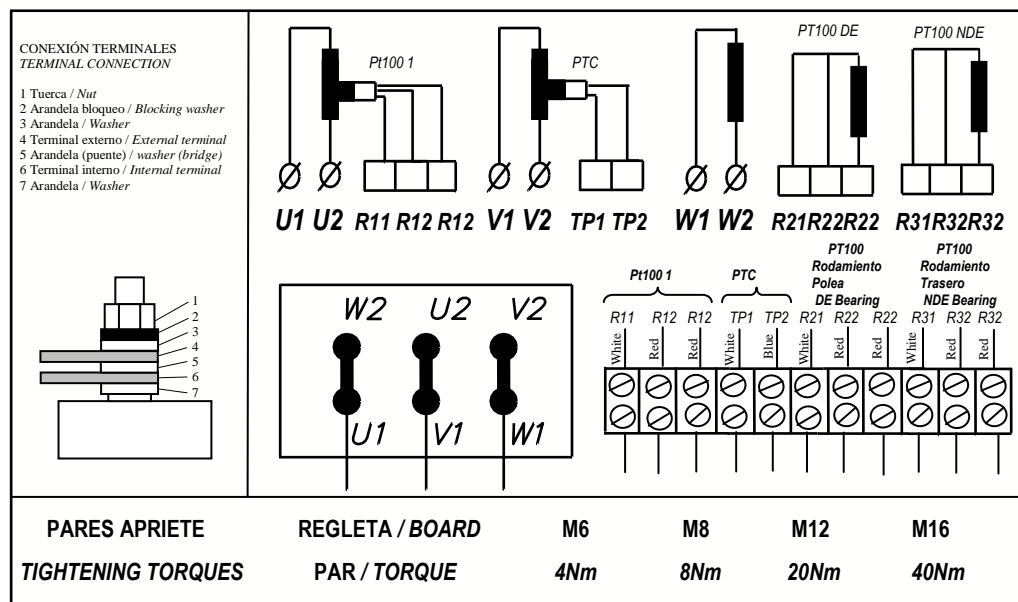 CONEXIÓN TERMINALES
TERMINAL CONNECTION
1 Tuerca / Nut
2 Arandela bloqueo / Blocking washer
3 Arandela / Washer
4 Terminal externo / External terminal
5 Arandela (puente) / washer (bridge)
6 Terminal interno / Internal terminal
7 Arandela / Washer
1
2
3
4
5
6
7
Pt100 1
PTC
PT100 DE
PT100 NDE
U1 U2 R11 R12 R12 V1 V2 TP1 TP2 W1 W2 R21 R22 R22 R31 R32 R32
W2 U2 V2
U1 V1 W1
Pt100 1
PTC
PT100
Rodamiento
Polea
DE Bearing
PT100
Rodamiento
Trasero
NDE Bearing
R11 R12 R12 TP1 TP2 R21 R22 R22 R31 R32 R32
White Red Red White Blue White Red Red White Red Red
PARES APRIETE REGLETA / BOARD M6 M8 M12 M16
TIGHTENING TORQUES PAR / TORQUE 4Nm 8Nm 20Nm 40Nm